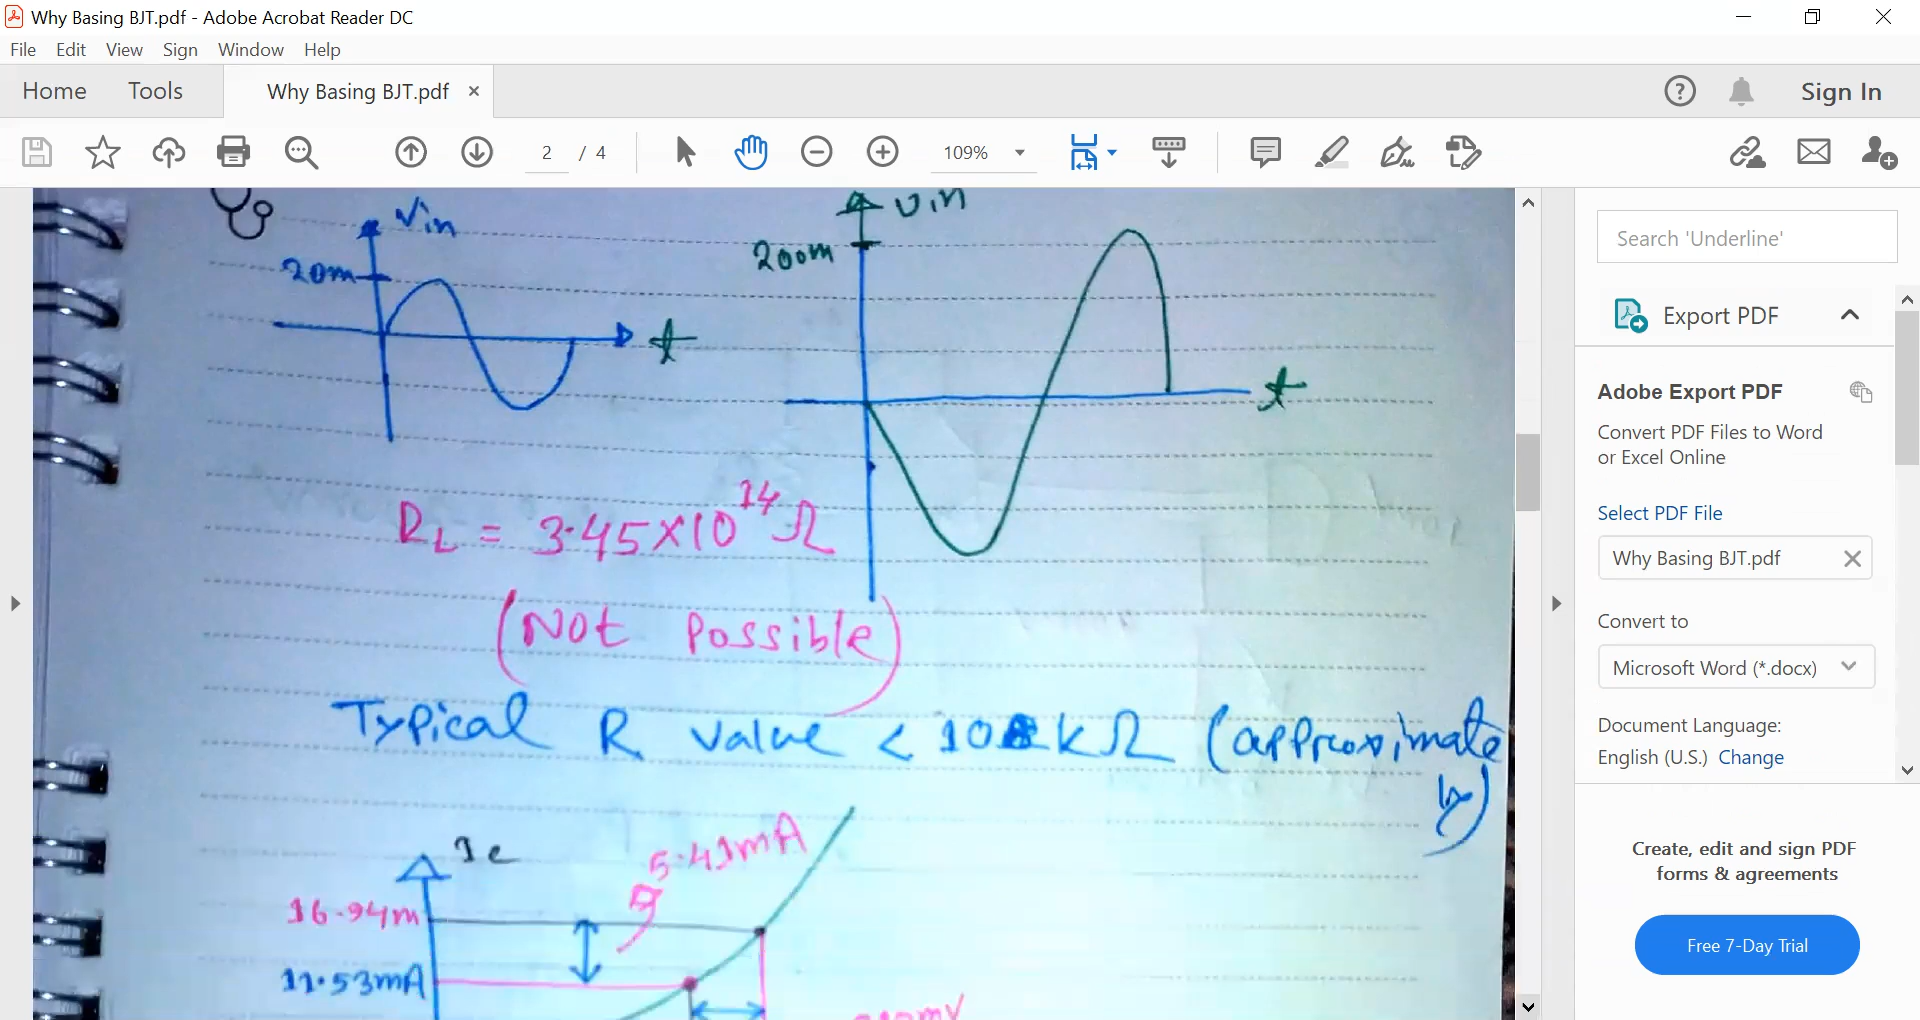 Why Basing BJT.pdf - Adobe Acrobat Reader DC
File Edit View Sign Window Help
Home Tools Why Basing BJT.pdf × Sign In
2 / 4 109%
Vin
20m
t
Vin
200m
t
RL = 3.45×10^14 Ω
(Not Possible)
Typical R value < 10 kΩ (approximate
ly)
Ic
5.41mA
16.94m
11.53mA
Search 'Underline'
Export PDF
Adobe Export PDF
Convert PDF Files to Word
or Excel Online
Select PDF File
Why Basing BJT.pdf
Convert to
Microsoft Word (*.docx)
Document Language:
English (U.S.) Change
Create, edit and sign PDF
forms & agreements
Free 7-Day Trial